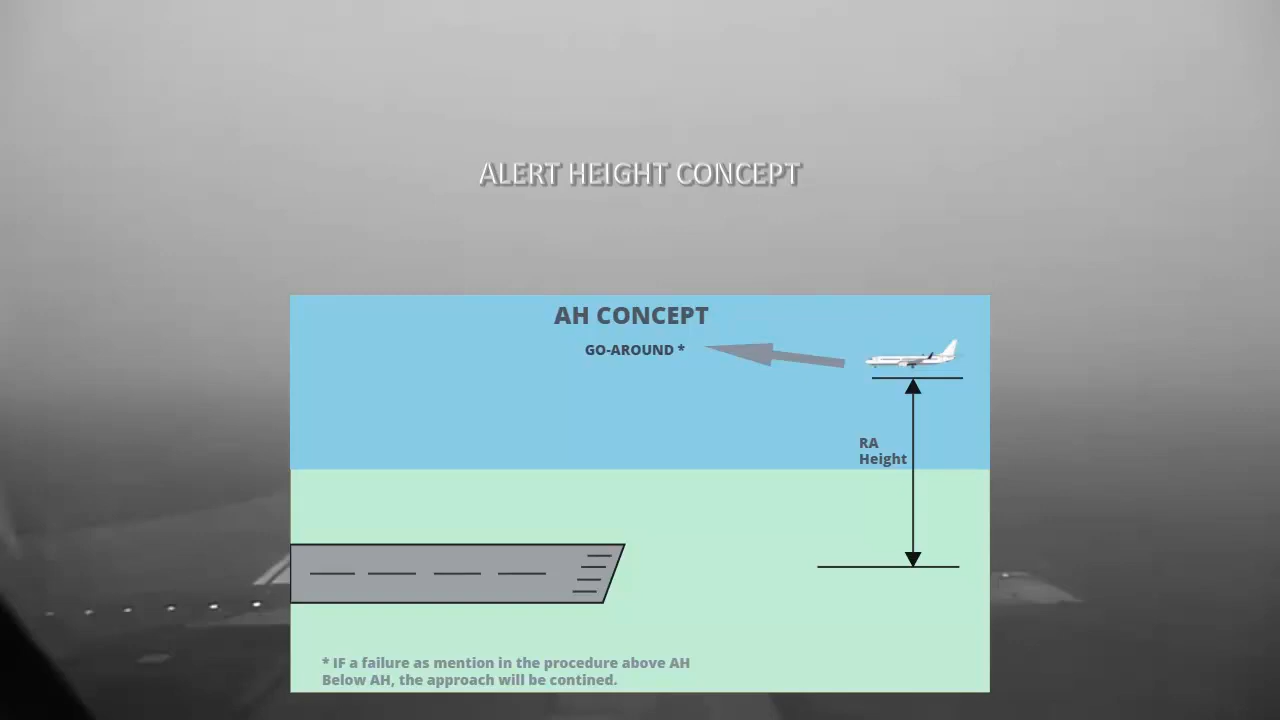 ALERT HEIGHT CONCEPT
AH CONCEPT
GO-AROUND *
RA
Height
* IF a failure as mention in the procedure above AH
Below AH, the approach will be contined.